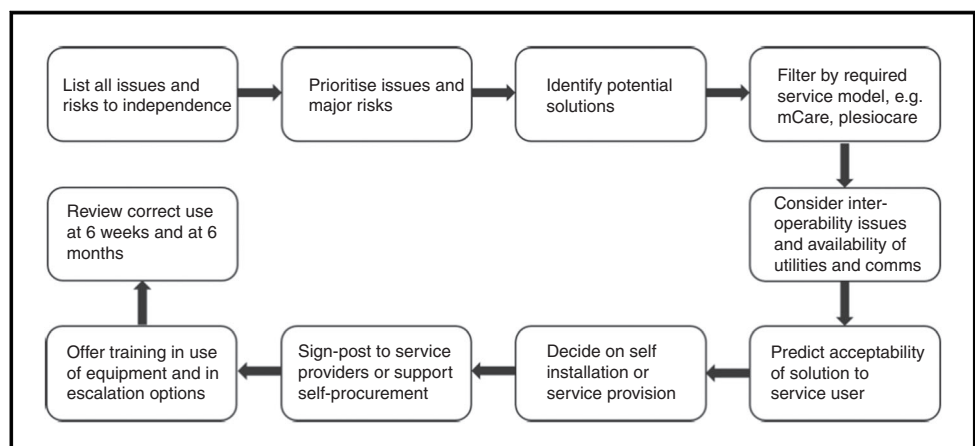 List all issues and
risks to independence
Prioritise issues and
major risks
Identify potential
solutions
Filter by required
service model, e.g.
mCare, plesiocare
Consider inter-
operability issues
and availability of
utilities and comms
Predict acceptability
of solution to
service user
Decide on self
installation or
service provision
Sign-post to service
providers or support
self-procurement
Offer training in use
of equipment and in
escalation options
Review correct use
at 6 weeks and at 6
months